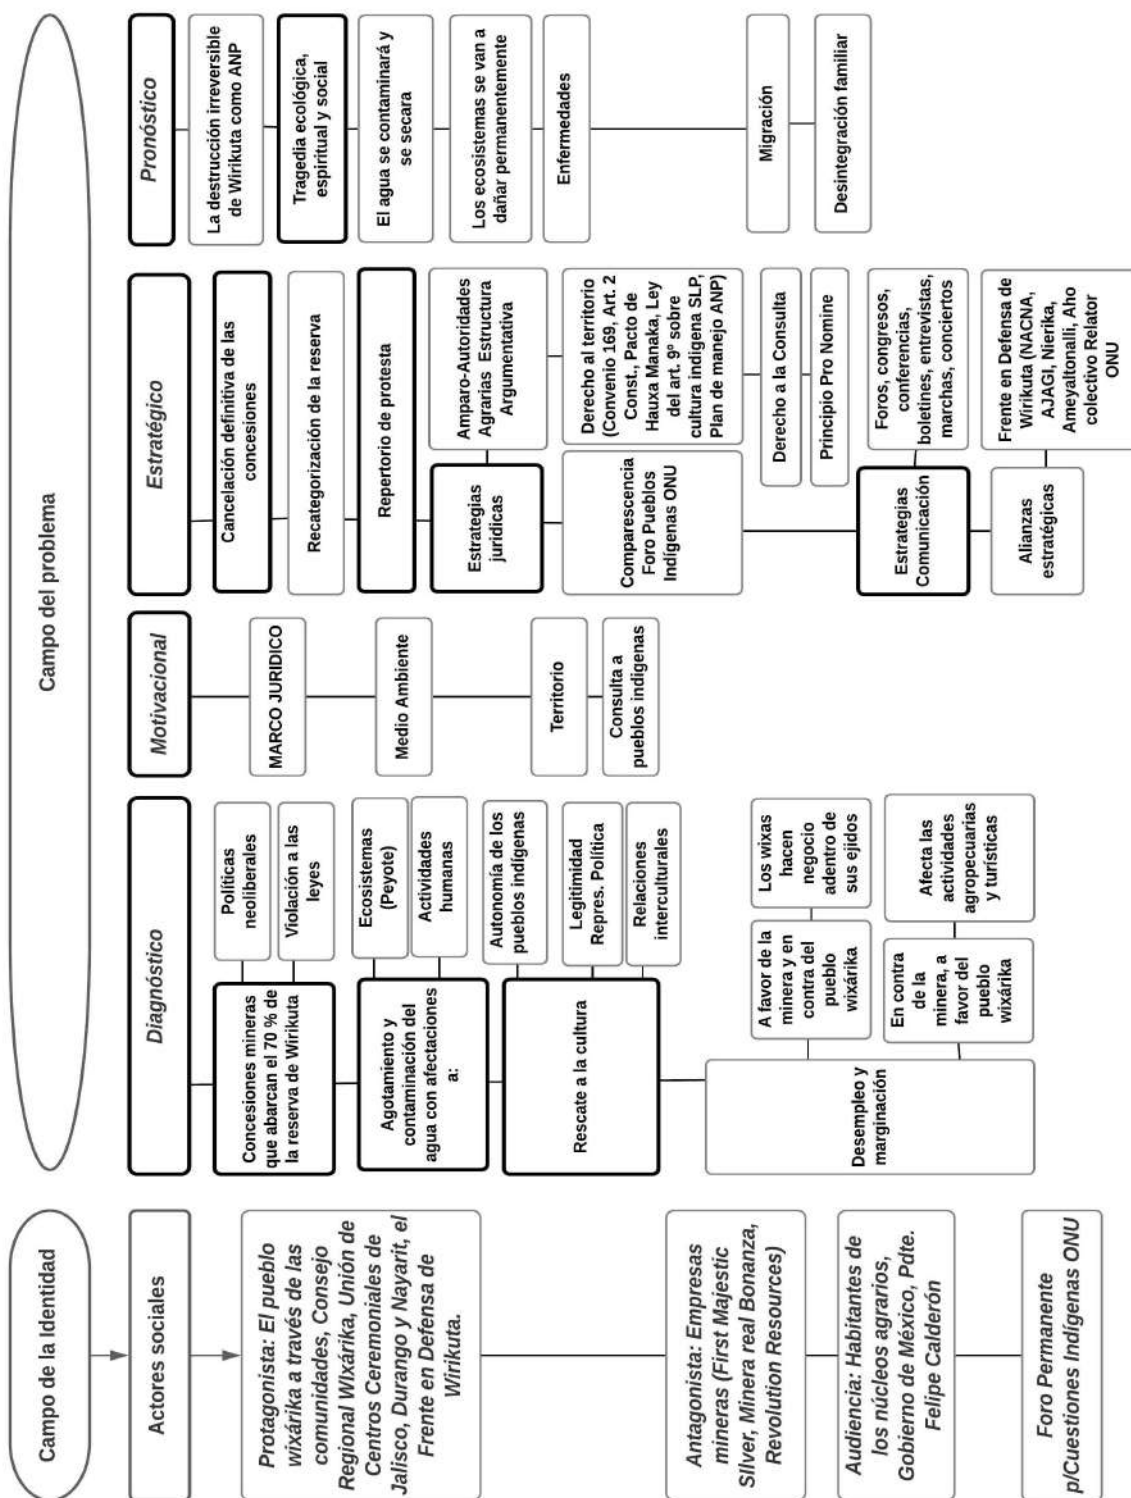 Campo de la Identidad
Actores sociales
Protagonista: El pueblo
wixárika a través de las
comunidades, Consejo
Regional WIxárika, Unión de
Centros Ceremoniales de
Jalisco, Durango y Nayarit, el
Frente en Defensa de
Wirikuta.
Antagonista: Empresas
mineras (First Majestic
SIlver, Minera real Bonanza,
Revolution Resources)
Audiencia: Habitantes de
los núcleos agrarios,
Gobierno de México, Pdte.
Felipe Calderón
Foro Permanente
p/Cuestiones Indígenas ONU
Campo del problema
Diagnóstico
Concesiones mineras
que abarcan el 70 % de
la reserva de Wirikuta
Políticas
neoliberales
Violación a las
leyes
Agotamiento y
contaminación del
agua con afectaciones
a:
Ecosistemas
(Peyote)
Actividades
humanas
Rescate a la cultura
Autonomía de los
pueblos indígenas
Legitimidad
Repres. Política
Relaciones
interculturales
Desempleo y
marginación
A favor de la
minera y en
contra del
pueblo
wixárika
Los wixas
hacen
negocio
adentro de
sus ejidos
En contra
de la
minera, a
favor del
pueblo
wixárika
Afecta las
actividades
agropecuarias
y turísticas
Motivacional
MARCO JURIDICO
Medio Ambiente
Territorio
Consulta a
pueblos indigenas
Estratégico
Cancelación definitiva de las
concesiones
Recategorización de la reserva
Repertorio de protesta
Estrategias
juridicas
Amparo-Autoridades
Agrarias Estructura
Argumentativa
Comparescencia
Foro Pueblos
Indígenas ONU
Derecho al territorio
(Convenio 169, Art. 2
Const., Pacto de
Hauxa Manaka, Ley
del art. 9º sobre
cultura indígena SLP,
Plan de manejo ANP)
Derecho a la Consulta
Principio Pro Nomine
Estrategias
Comunicación
Foros, congresos,
conferencias,
boletines, entrevistas,
marchas, conciertos
Alianzas
estratégicas
Frente en Defensa de
Wirikuta (NACNA,
AJAGI, Nierika,
Ameyaltonalli, Aho
colectivo Relator
ONU
Pronóstico
La destrucción irreversible
de Wirikuta como ANP
Tragedia ecológica,
espiritual y social
El agua se contaminará y
se secara
Los ecosistemas se van a
dañar permanentemente
Enfermedades
Migración
Desintegración familiar